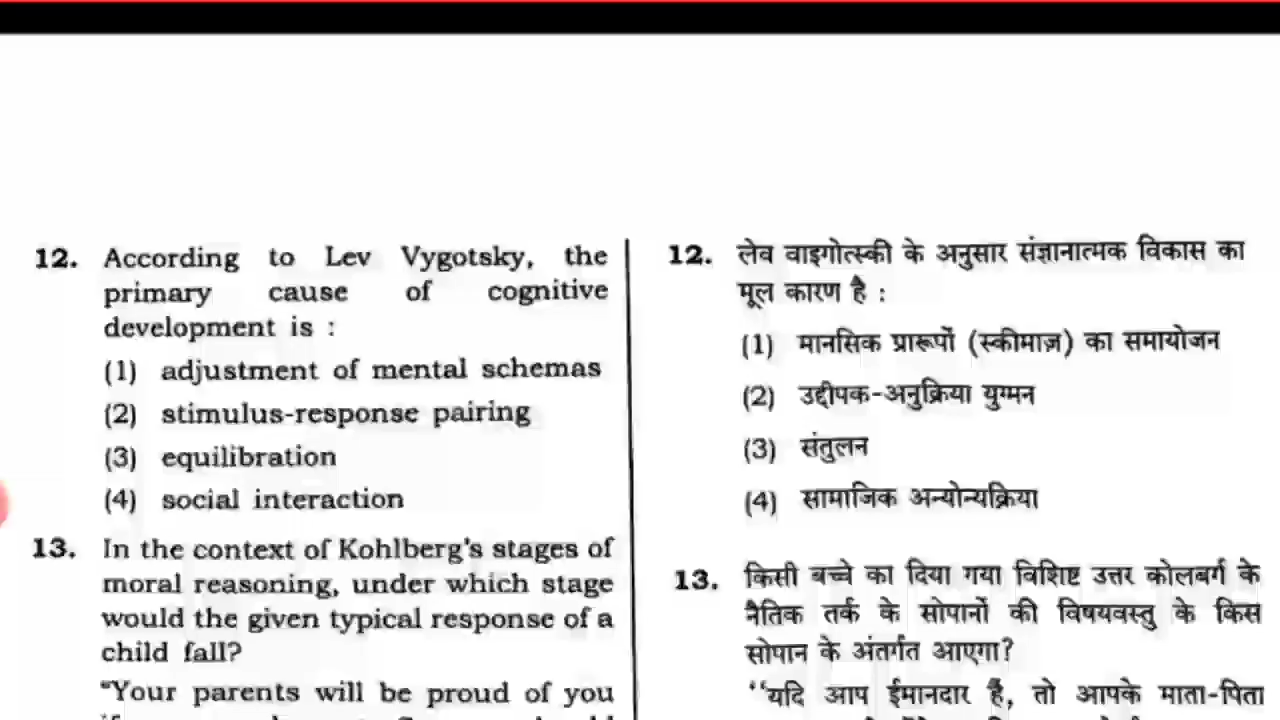 12. According to Lev Vygotsky, the
primary cause of cognitive
development is :
(1) adjustment of mental schemas
(2) stimulus-response pairing
(3) equilibration
(4) social interaction
13. In the context of Kohlberg's stages of
moral reasoning, under which stage
would the given typical response of a
child fall?
"Your parents will be proud of you
12. लेव वाइगोत्स्की के अनुसार संज्ञानात्मक विकास का
मूल कारण है :
(1) मानसिक प्रारूपों (स्कीमाज़) का समायोजन
(2) उद्दीपक-अनुक्रिया युग्मन
(3) संतुलन
(4) सामाजिक अन्योन्यक्रिया
13. किसी बच्चे का दिया गया विशिष्ट उत्तर कोलबर्ग के
नैतिक तर्क के सोपानों की विषयवस्तु के किस
सोपान के अंतर्गत आएगा?
“यदि आप ईमानदार हैं, तो आपके माता-पिता